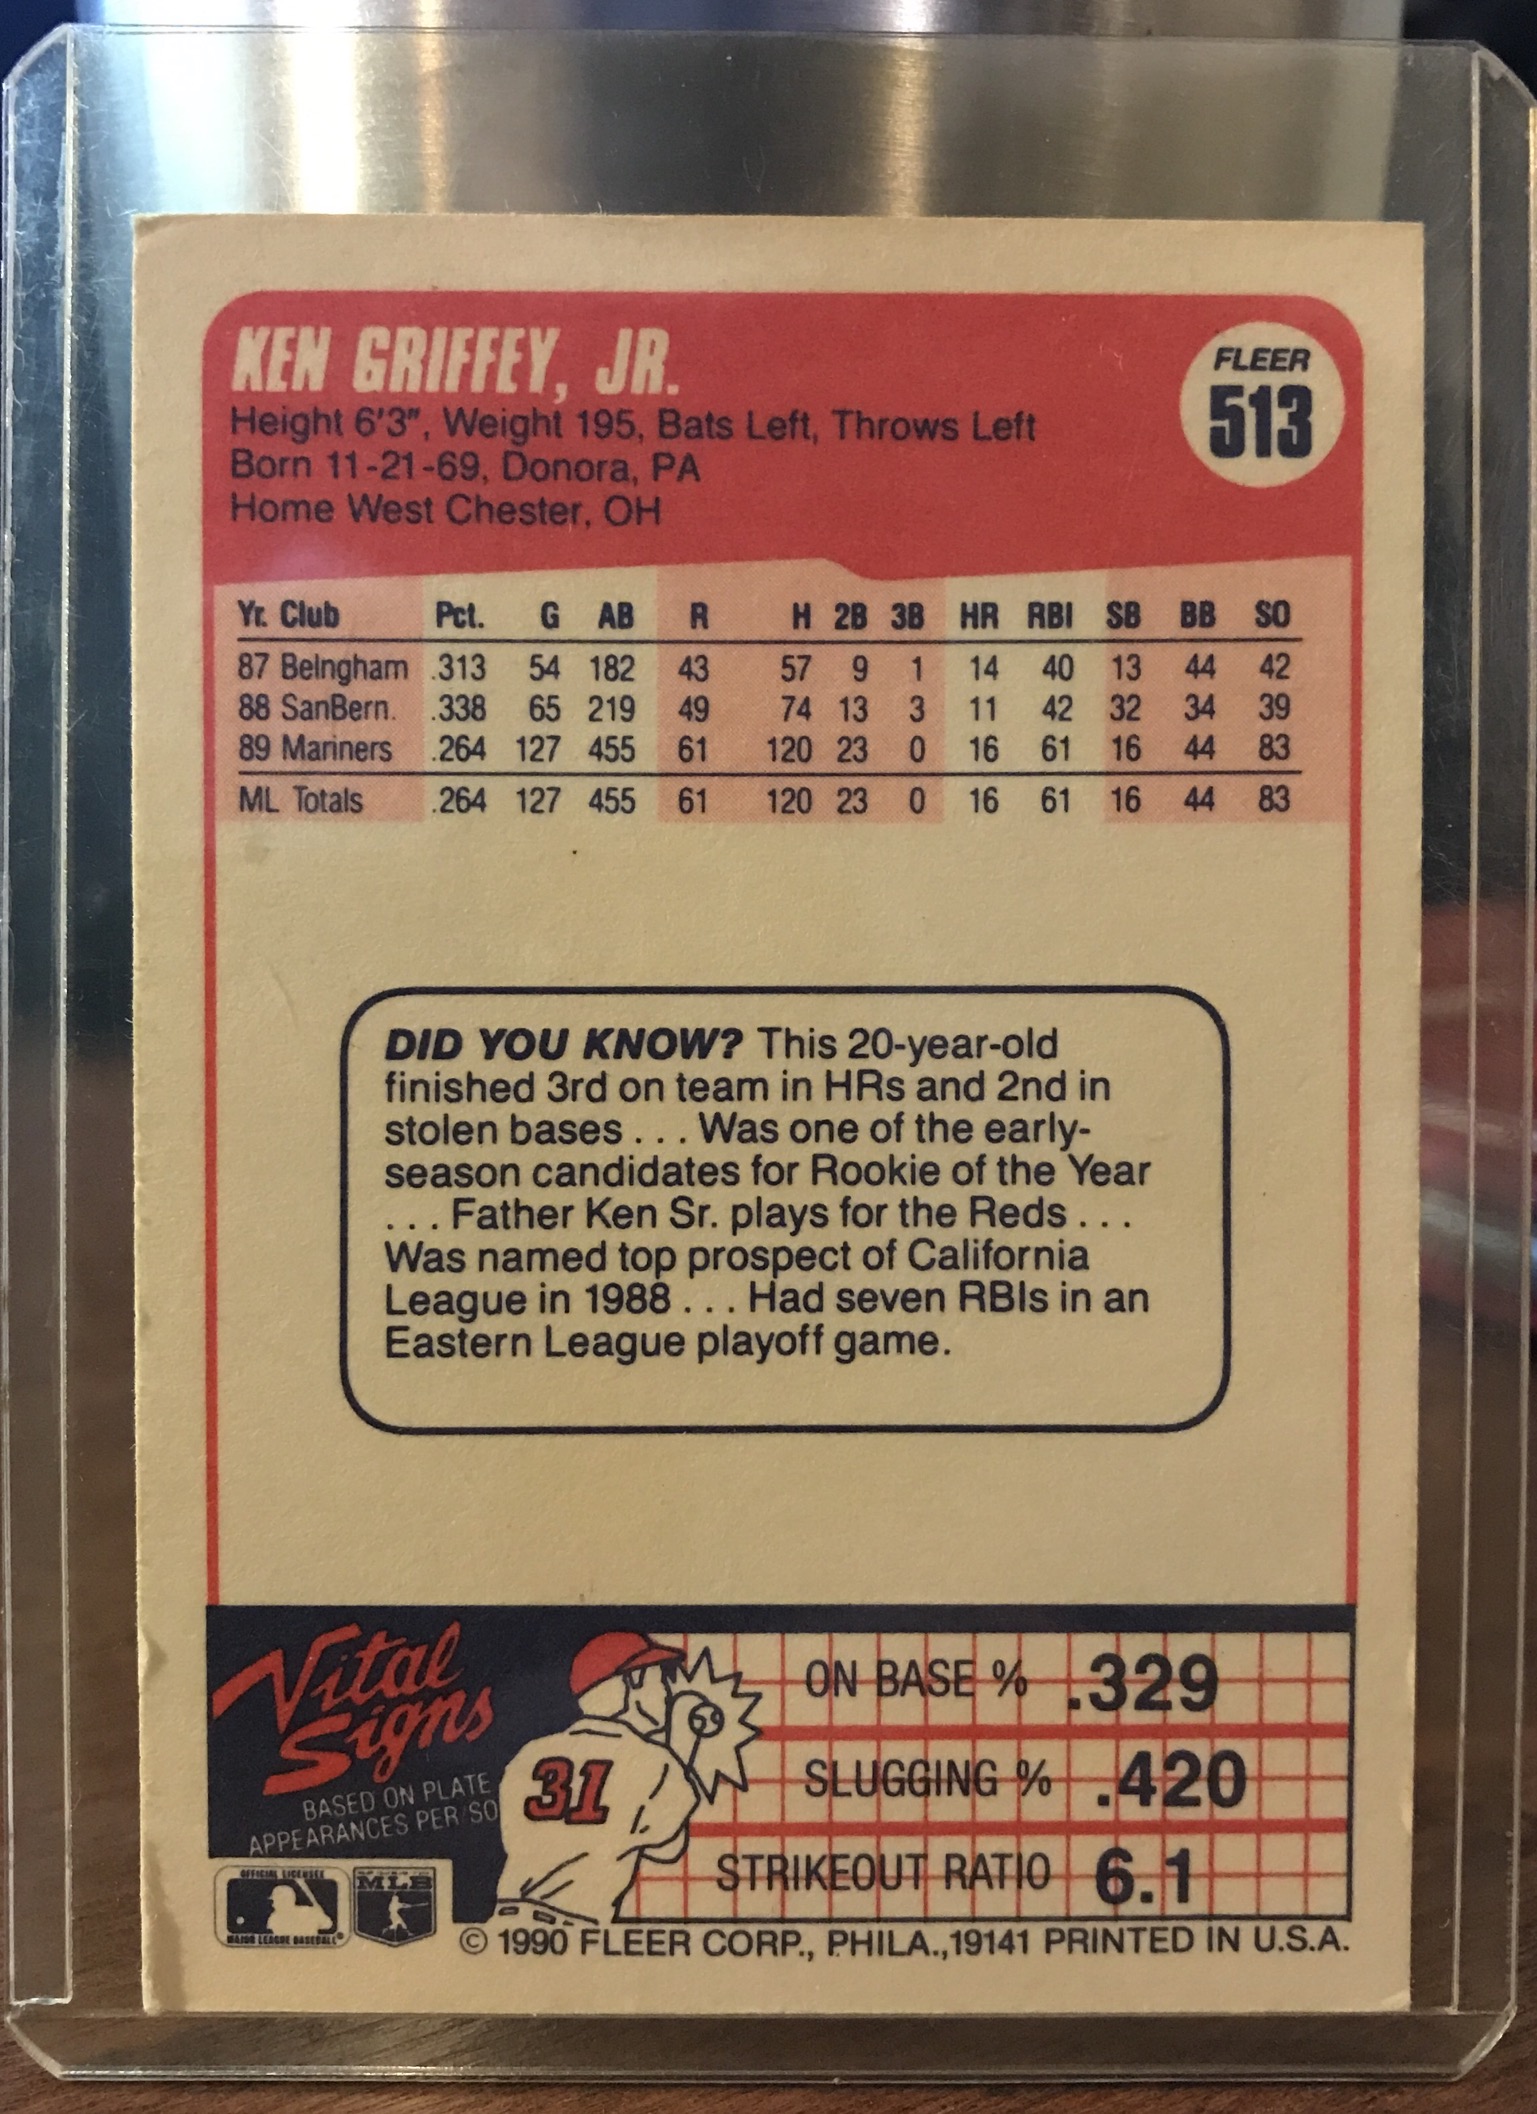 KEN GRIFFEY, JR.
Height 6'3", Weight 195, Bats Left, Throws Left
Born 11-21-69, Donora, PA
Home West Chester, OH
FLEER
513
Yr. Club Pct. G AB R H 2B 3B HR RBI SB BB SO
87 Belngham .313 54 182 43 57 9 1 14 40 13 44 42
88 SanBern. .338 65 219 49 74 13 3 11 42 32 34 39
89 Mariners .264 127 455 61 120 23 0 16 61 16 44 83
ML Totals .264 127 455 61 120 23 0 16 61 16 44 83
DID YOU KNOW? This 20-year-old
finished 3rd on team in HRs and 2nd in
stolen bases . . . Was one of the early-
season candidates for Rookie of the Year
. . . Father Ken Sr. plays for the Reds . . .
Was named top prospect of California
League in 1988 . . . Had seven RBIs in an
Eastern League playoff game.
Vital
Signs
BASED ON PLATE
APPEARANCES PER SO
31
ON BASE % .329
SLUGGING % .420
STRIKEOUT RATIO 6.1
OFFICIAL LICENSEE
MAJOR LEAGUE BASEBALL
MLB
© 1990 FLEER CORP., PHILA.,19141 PRINTED IN U.S.A.